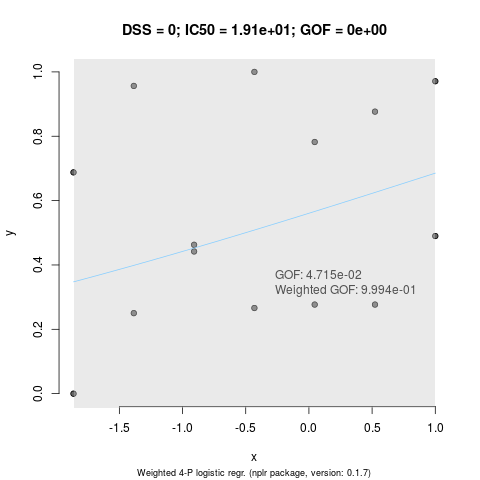 DSS = 0; IC50 = 1.91e+01; GOF = 0e+00
1.0
0.8
0.6
0.4
0.2
0.0
y
GOF: 4.715e-02
Weighted GOF: 9.994e-01
-1.5 -1.0 -0.5 0.0 0.5 1.0
x
Weighted 4-P logistic regr. (nplr package, version: 0.1.7)